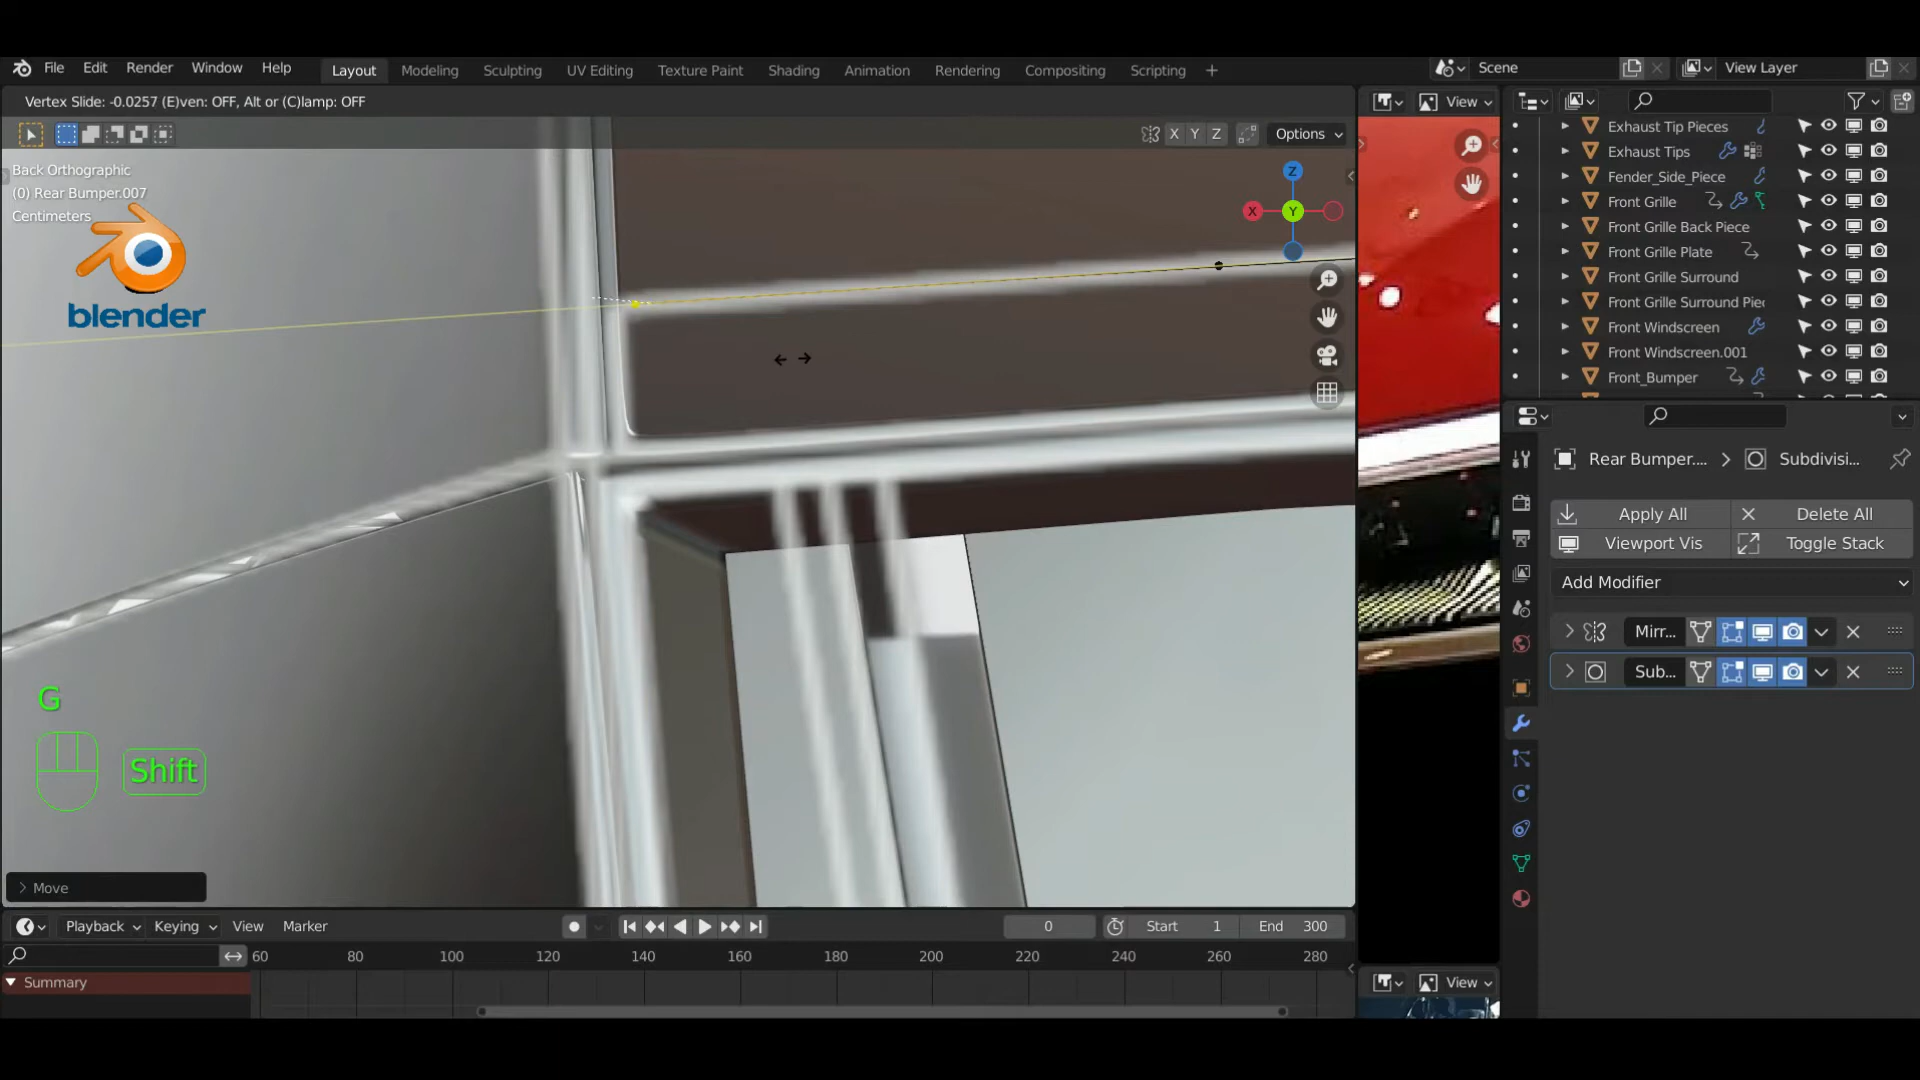 File Edit Render Window Help Layout Modeling Sculpting UV Editing Texture Paint Shading Animation Rendering Compositing Scripting + Scene View Layer
Vertex Slide: -0.0257 (E)ven: OFF, Alt or (C)lamp: OFF View
X Y Z Options
Back Orthographic
(0) Rear Bumper.007
Centimeters
blender
Z
X Y
Exhaust Tip Pieces
Exhaust Tips
Fender_Side_Piece
Front Grille
Front Grille Back Piece
Front Grille Plate
Front Grille Surround
Front Grille Surround Piec
Front Windscreen
Front Windscreen.001
Front_Bumper
Rear Bumper.... Subdivisi...
Apply All Delete All
Viewport Vis Toggle Stack
Add Modifier
Mirr...
Sub...
G
Shift
Move
Playback Keying View Marker 0 Start 1 End 300
60 80 100 120 140 160 180 200 220 240 260 280
Summary
View